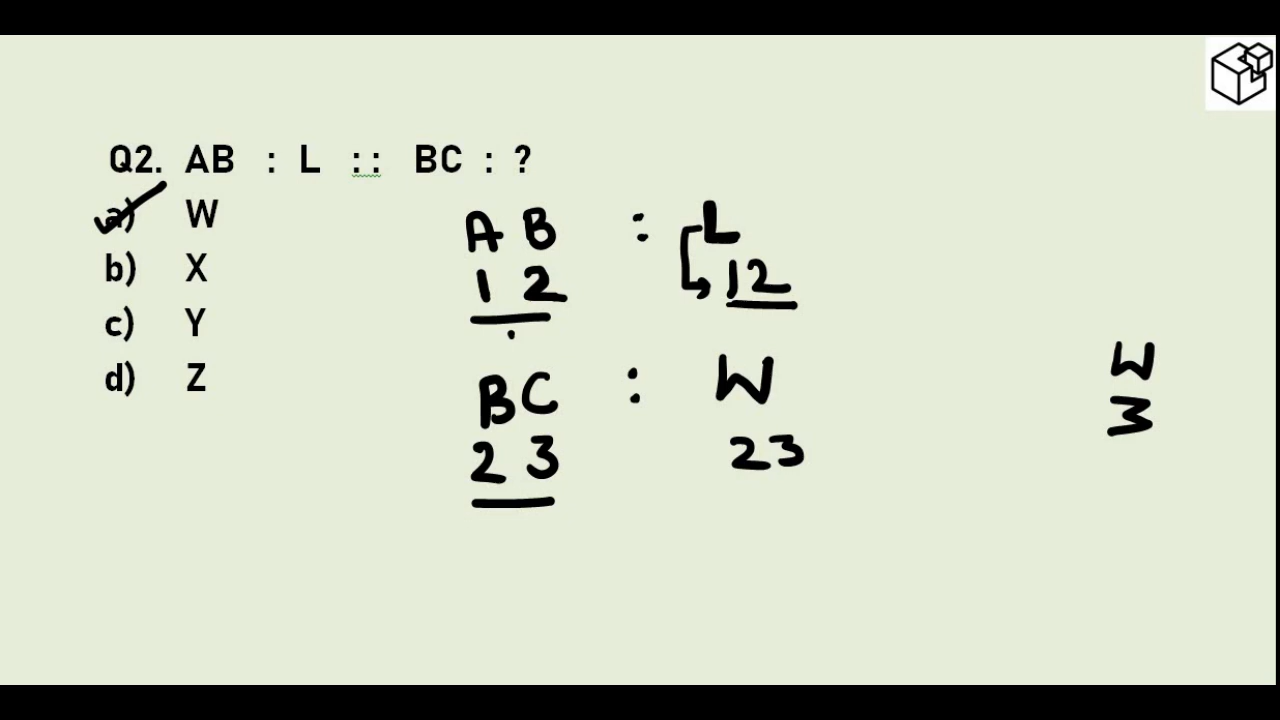 Q2. AB : L :: BC : ?
a) W
b) X
c) Y
d) Z
A B : L
1 2 12
BC : W
2 3 23
W
3